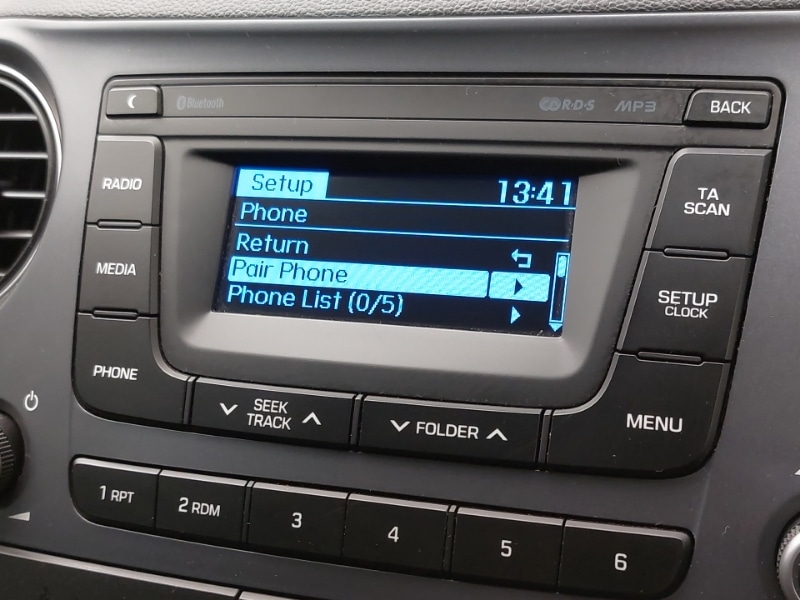 Bluetooth
R·D·S
MP3
BACK
RADIO
Setup
13:41
TA
SCAN
Phone
Return
MEDIA
Pair Phone
Phone List (0/5)
SETUP
CLOCK
PHONE
SEEK
TRACK
FOLDER
MENU
1 RPT
2 RDM
3
4
5
6